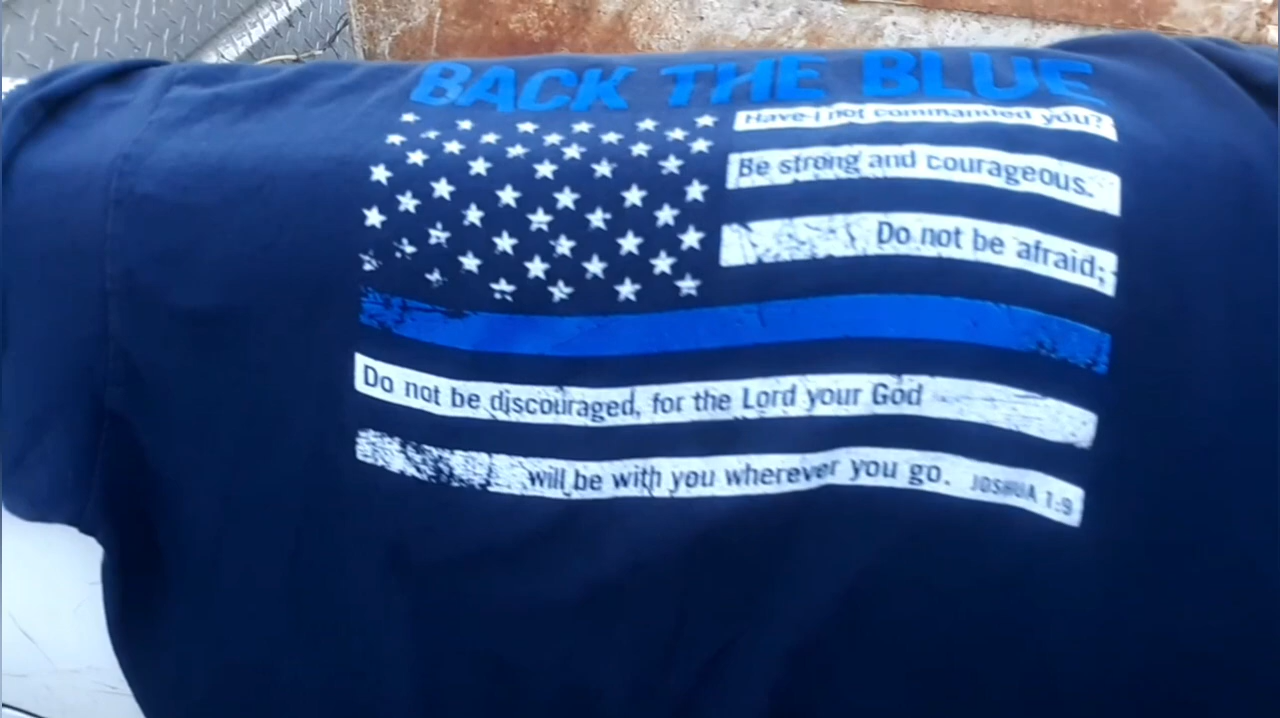 BACK THE BLUE
Have I not commanded you?
Be strong and courageous.
Do not be afraid;
Do not be discouraged, for the Lord your God
will be with you wherever you go. JOSHUA 1:9